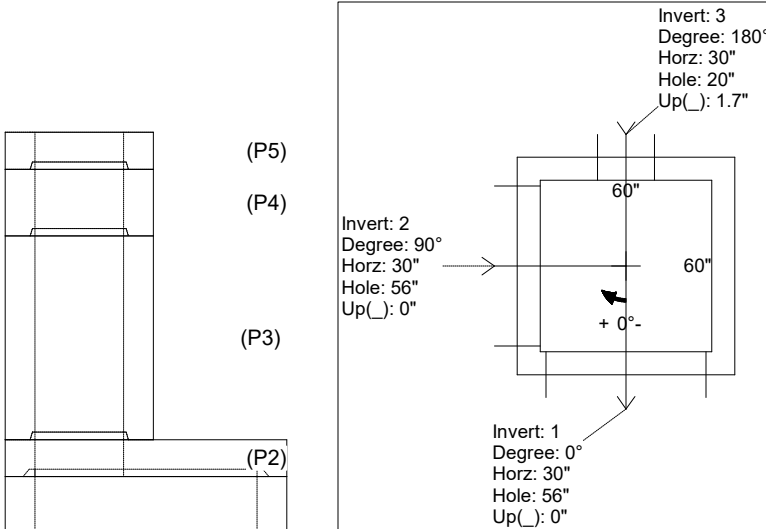 (P5)
(P4)
(P3)
(P2)
Invert: 3
Degree: 180°
Horz: 30"
Hole: 20"
Up(_): 1.7"
60"
Invert: 2
Degree: 90°
Horz: 30"
Hole: 56"
Up(_): 0"
60"
+ 0°-
Invert: 1
Degree: 0°
Horz: 30"
Hole: 56"
Up(_): 0"